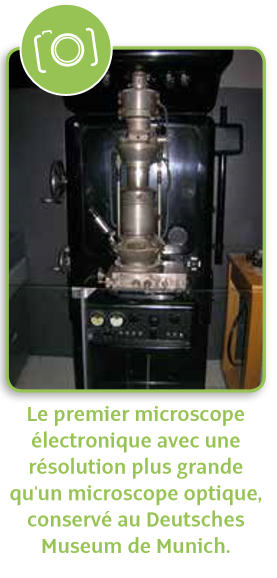 Le premier microscope
électronique avec une
résolution plus grande
qu'un microscope optique,
conservé au Deutsches
Museum de Munich.